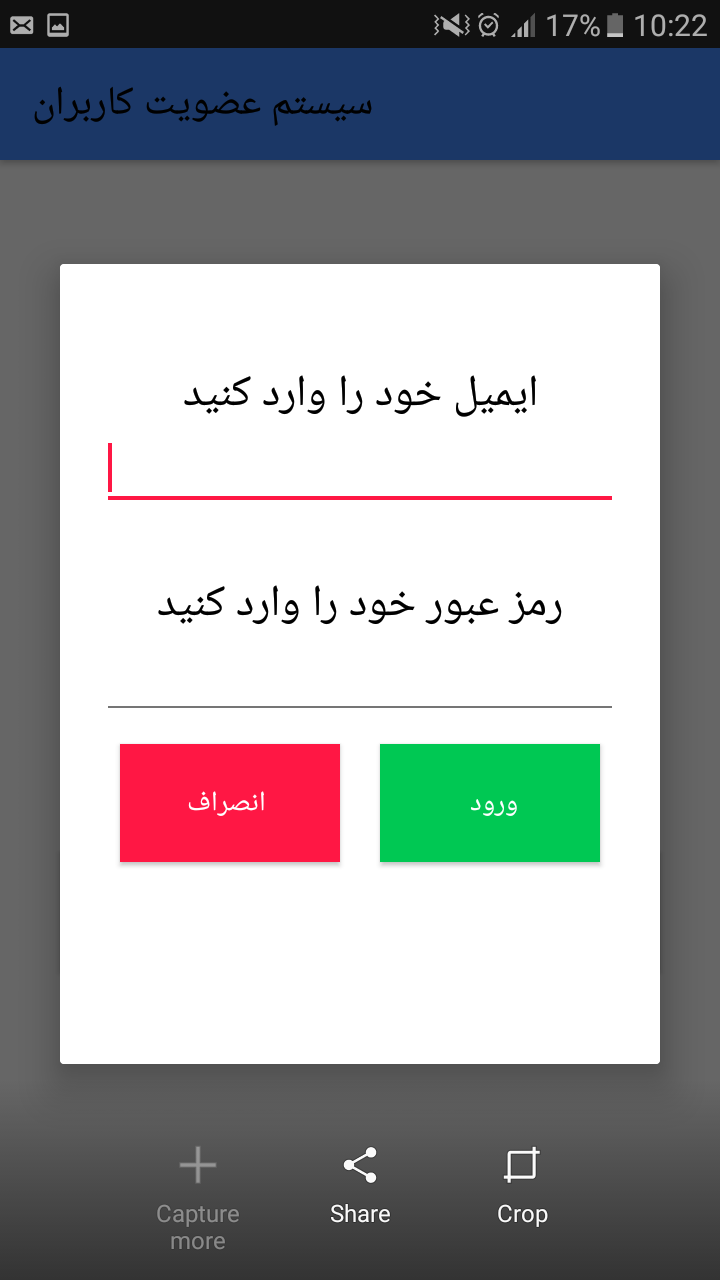 17% 10:22
سیستم عضویت کاربران
ایمیل خود را وارد کنید
رمز عبور خود را وارد کنید
ورود
انصراف
Capture
more
Share
Crop